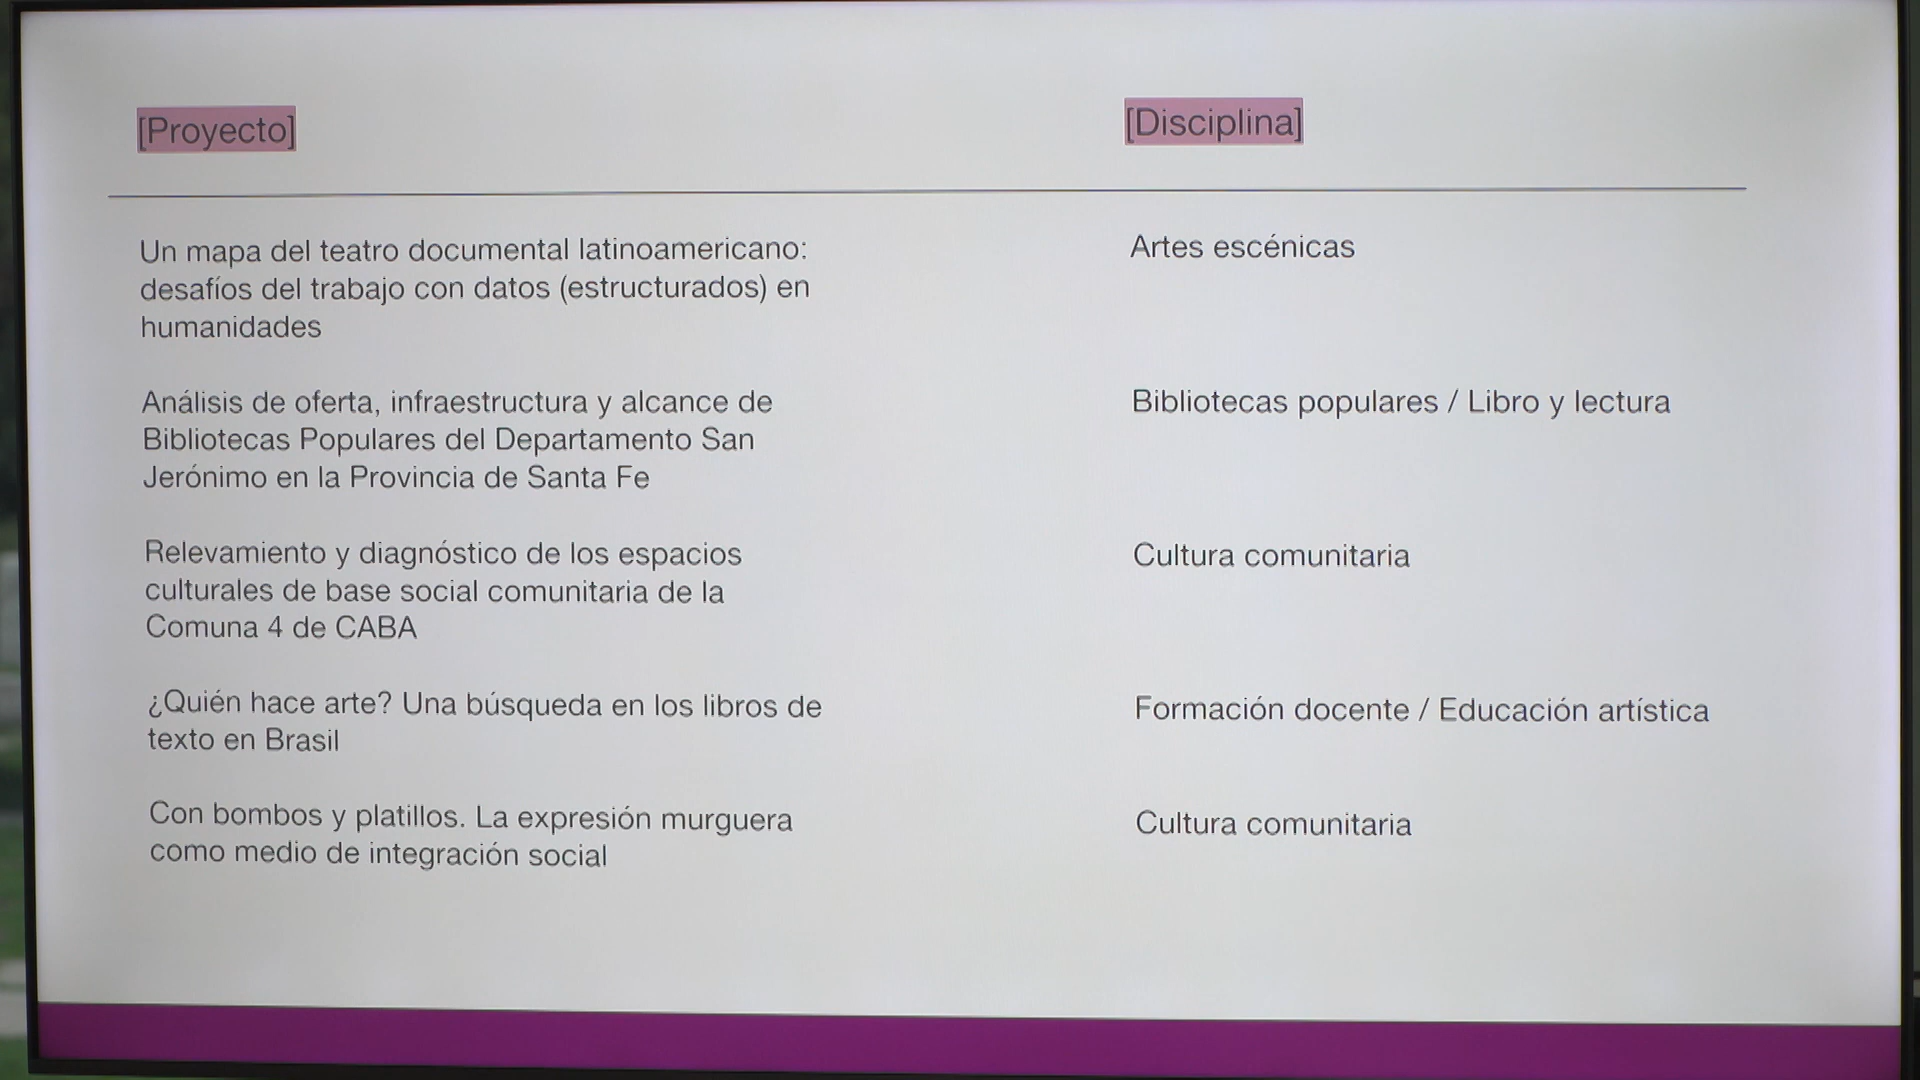 [Proyecto]
[Disciplina]
Un mapa del teatro documental latinoamericano:
desafíos del trabajo con datos (estructurados) en
humanidades
Artes escénicas
Análisis de oferta, infraestructura y alcance de
Bibliotecas Populares del Departamento San
Jerónimo en la Provincia de Santa Fe
Bibliotecas populares / Libro y lectura
Relevamiento y diagnóstico de los espacios
culturales de base social comunitaria de la
Comuna 4 de CABA
Cultura comunitaria
¿Quién hace arte? Una búsqueda en los libros de
texto en Brasil
Formación docente / Educación artística
Con bombos y platillos. La expresión murguera
como medio de integración social
Cultura comunitaria